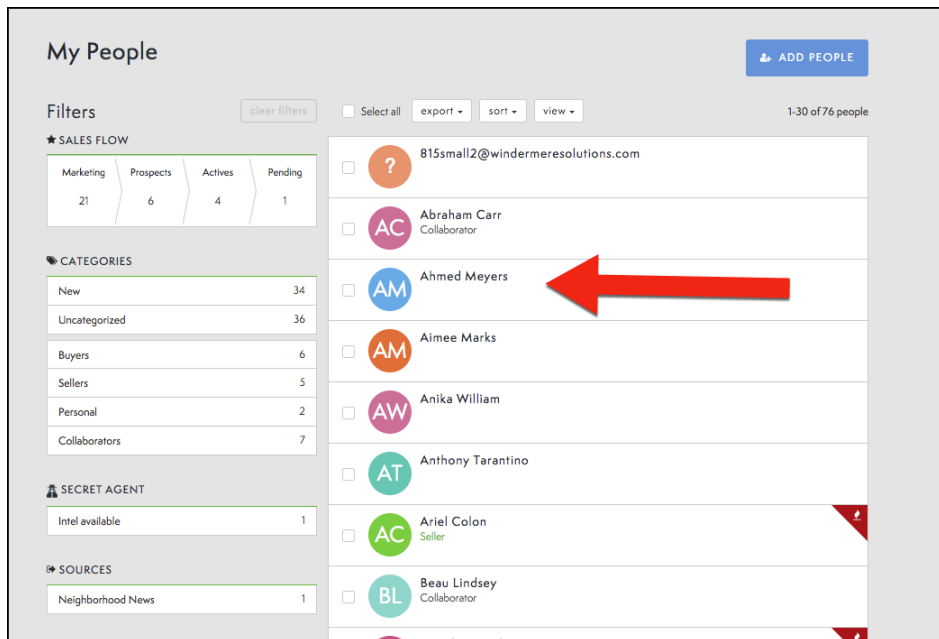 My People
ADD PEOPLE
Filters
clear filters
Select all
export
sort
view
1-30 of 76 people
SALES FLOW
Marketing
Prospects
Actives
Pending
21
6
4
1
CATEGORIES
New 34
Uncategorized 36
Buyers 6
Sellers 5
Personal 2
Collaborators 7
SECRET AGENT
Intel available 1
SOURCES
Neighborhood News 1
?
815small2@windermeresolutions.com
AC
Abraham Carr
Collaborator
AM
Ahmed Meyers
AM
Aimee Marks
AW
Anika William
AT
Anthony Tarantino
AC
Ariel Colon
Seller
BL
Beau Lindsey
Collaborator